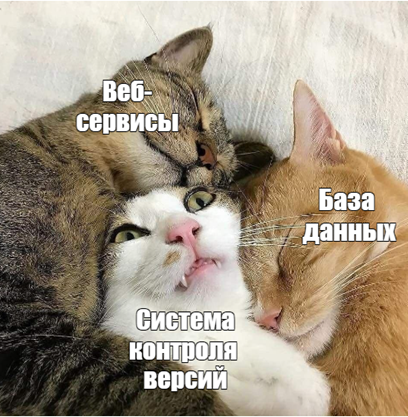 Веб-
сервисы
База
данных
Система
контроля
версий